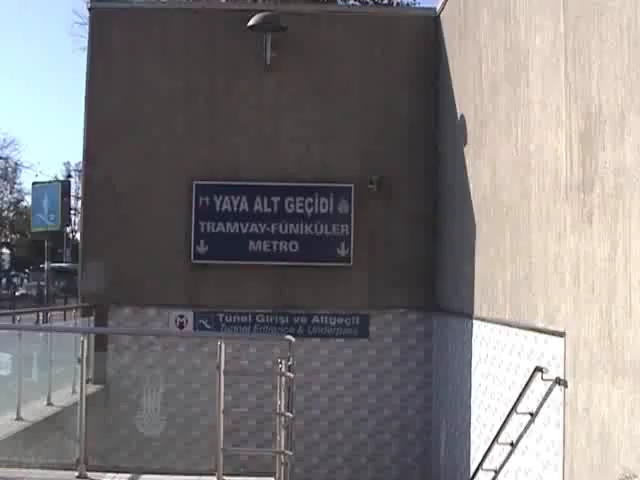 YAYA ALT GEÇİDİ
TRAMVAY-FÜNİKÜLER
METRO
M
Tünel Girişi ve Altgeçit
Tunnel Entrance & Underpass